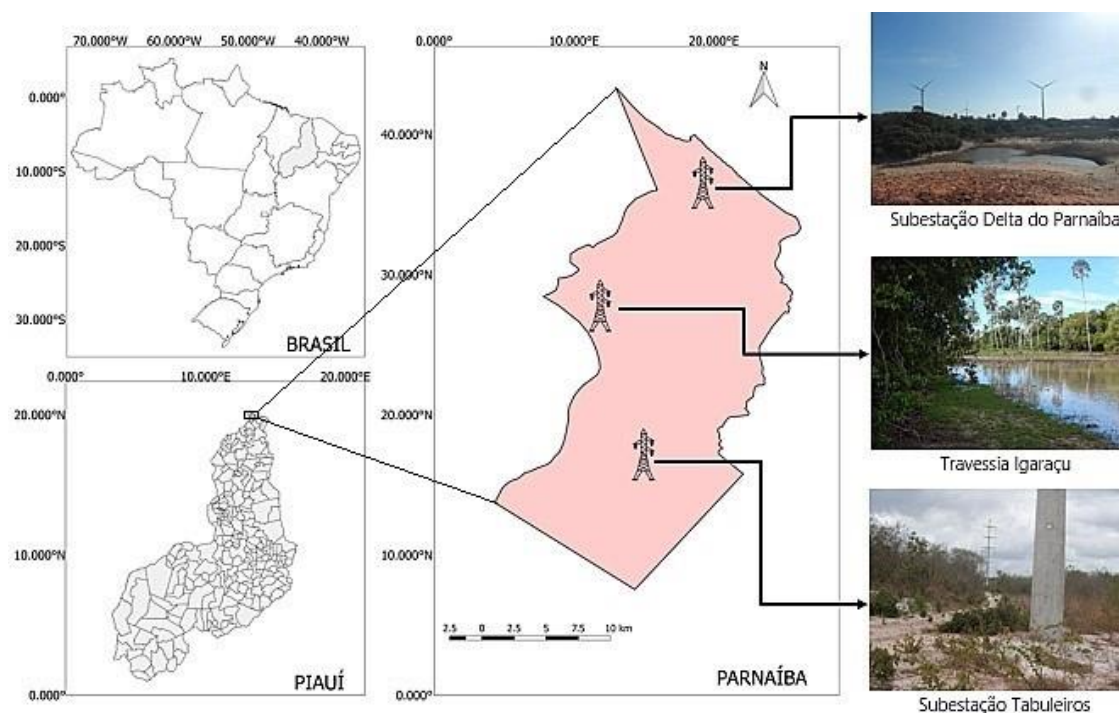 70.000°W 60.000°W 50.000°W 40.000°W
0.000°
10.000°S
20.000°S
30.000°S
BRASIL
0.000° 10.000°E 20.000°E
20.000°N
10.000°N
0.000°
PIAUÍ
0.000° 10.000°E 20.000°E
N
40.000°N
30.000°N
20.000°N
10.000°N
0.000°
2.5 0 2.5 5 7.5 10 km
PARNAÍBA
Subestação Delta do Parnaíba
Travessia Igaraçu
Subestação Tabuleiros